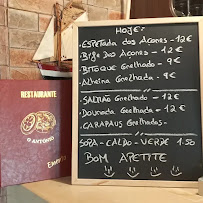 HOJE:
- ESPETADA dos AÇORES - 12€
- Bife Dos Açores - 12€
- BITOQUE Grelhado - 9€
- Alheira Grelhada - 9€
- SALMÃO Grelhado - 12€
- Dourada Grelhada - 12€
- CARAPAUS Grelhados -
SOPA - CALDO - VERDE 1.50
BOM APETITE
RESTAURANTE
O ANTÓNIO